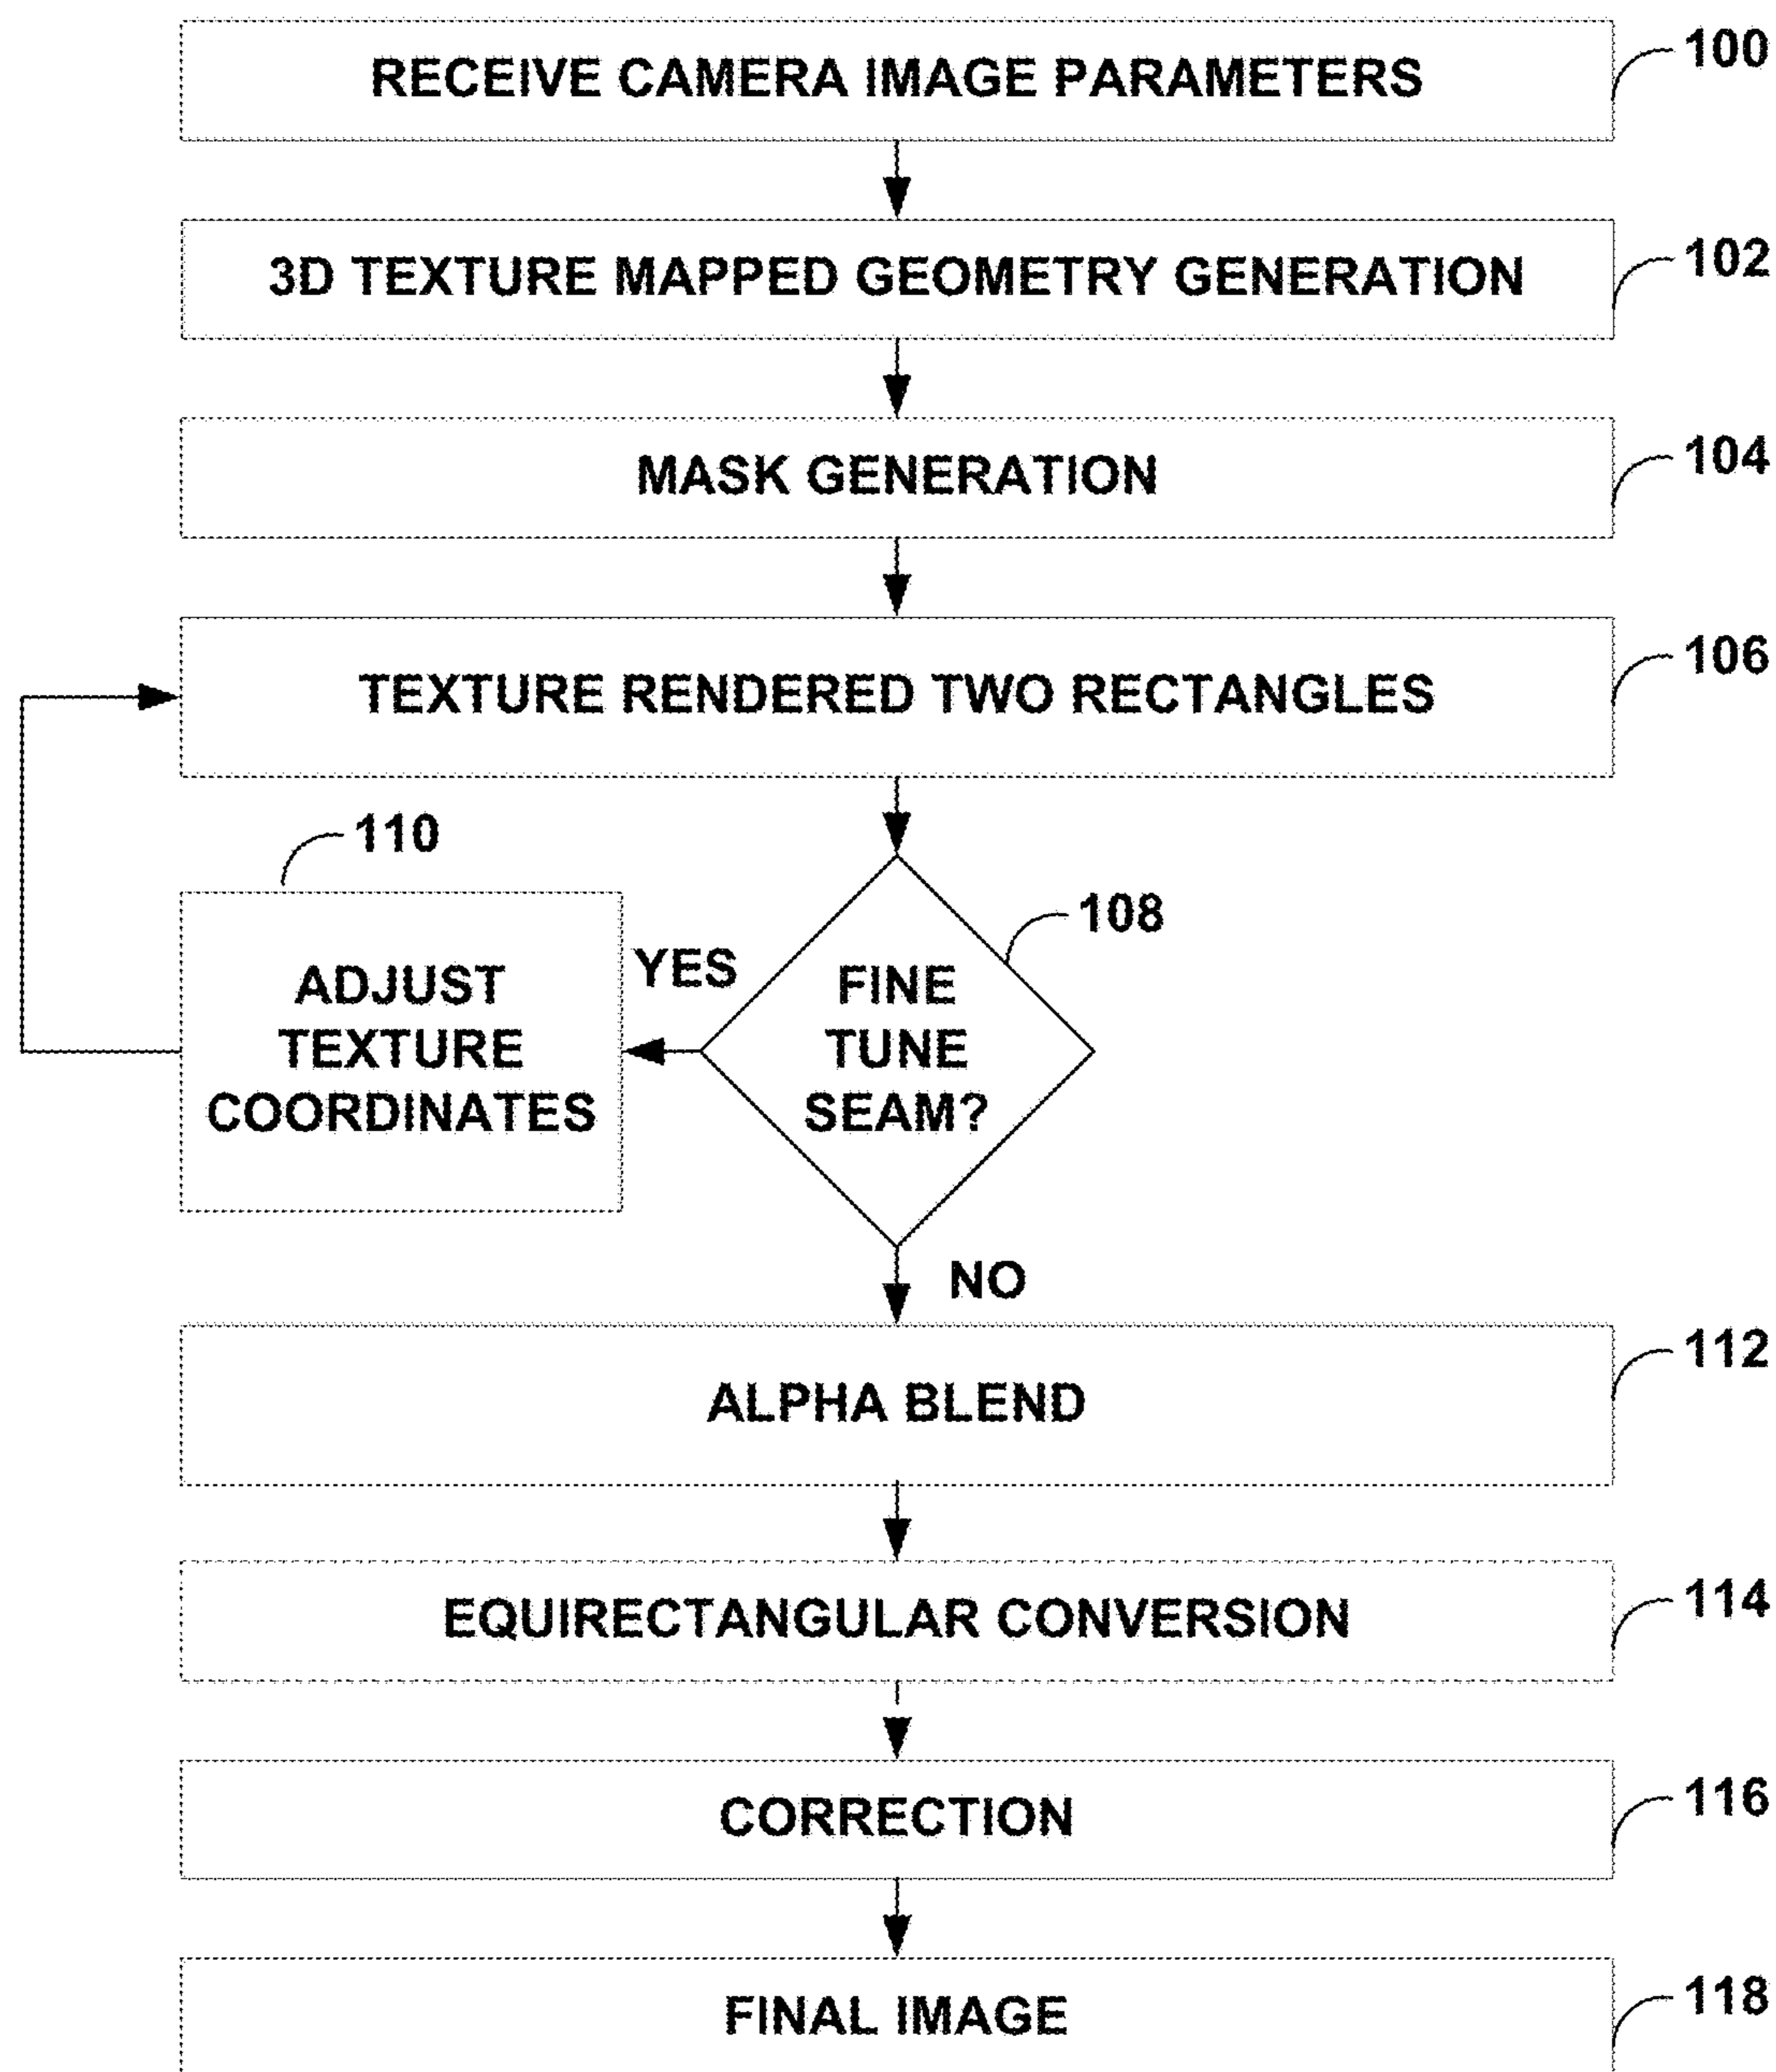 RECEIVE CAMERA IMAGE PARAMETERS
100
3D TEXTURE MAPPED GEOMETRY GENERATION
102
MASK GENERATION
104
TEXTURE RENDERED TWO RECTANGLES
106
110
ADJUST
TEXTURE
COORDINATES
YES
108
FINE
TUNE
SEAM?
NO
ALPHA BLEND
112
EQUIRECTANGULAR CONVERSION
114
CORRECTION
116
FINAL IMAGE
118